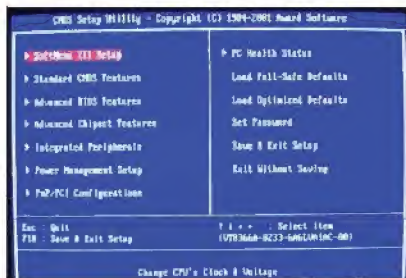 CMOS Setup Utility - Copyright (C) 1984-2001 Award Software
SoftMenu III Setup
Standard CMOS Features
Advanced BIOS Features
Advanced Chipset Features
Integrated Peripherals
Power Management Setup
PnP/PCI Configurations
PC Health Status
Load Fail-Safe Defaults
Load Optimized Defaults
Set Password
Save & Exit Setup
Exit Without Saving
Esc : Quit
F10 : Save & Exit Setup
: Select Item
Change CPU's Clock & Voltage